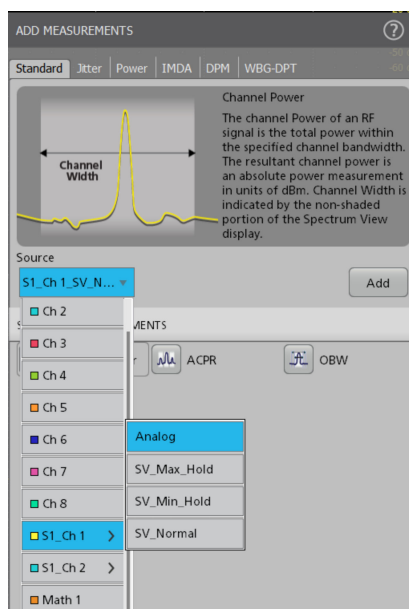 ADD MEASUREMENTS
?
Standard
Jitter
Power
IMDA
DPM
WBG-DPT
Channel Power
The channel Power of an RF
signal is the total power within
the specified channel bandwidth.
The resultant channel power is
an absolute power measurement
in units of dBm. Channel Width is
indicated by the non-shaded
portion of the Spectrum View
display.
Channel
Width
Source
S1_Ch 1_SV_N...
Add
Ch 2
Ch 3
ACPR
OBW
Ch 4
Ch 5
Ch 6
Ch 7
Ch 8
S1_Ch 1
S1_Ch 2
Math 1
Analog
SV_Max_Hold
SV_Min_Hold
SV_Normal